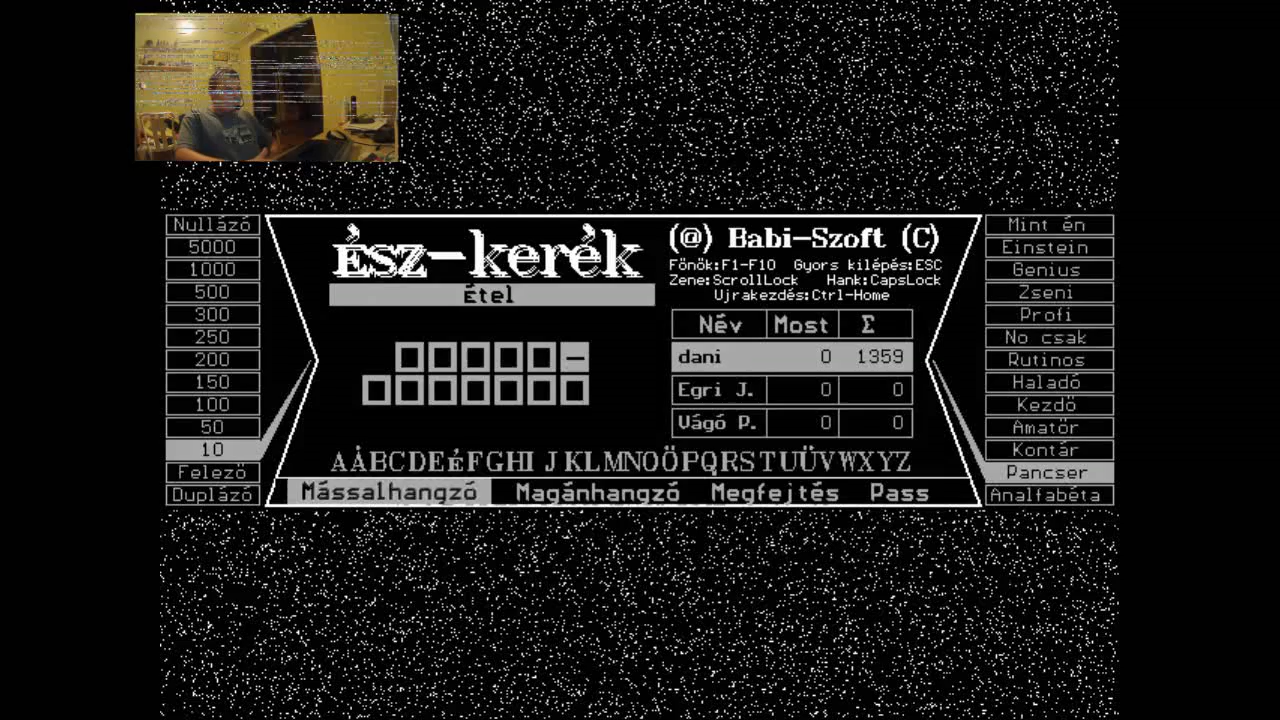 Nullázó
5000
1000
500
300
250
200
150
100
50
10
Felező
Duplázó
Ész-kerék
Étel
–
(@) Babi-Szoft (C)
Főnök:F1-F10 Gyors kilépés:ESC
Zene:ScrollLock Hank:CapsLock
Ujrakezdés:Ctrl-Home
Név Most Σ
dani 0 1359
Egri J. 0 0
Vágó P. 0 0
AÁBCDEÉFGHIJKLMNOÖPQRSTUÜVWXYZ
Mássalhangzó Magánhangzó Megfejtés Pass
Mint én
Einstein
Genius
Zseni
Profi
No csak
Rutinos
Haladó
Kezdő
Amatőr
Kontár
Pancser
Analfabéta